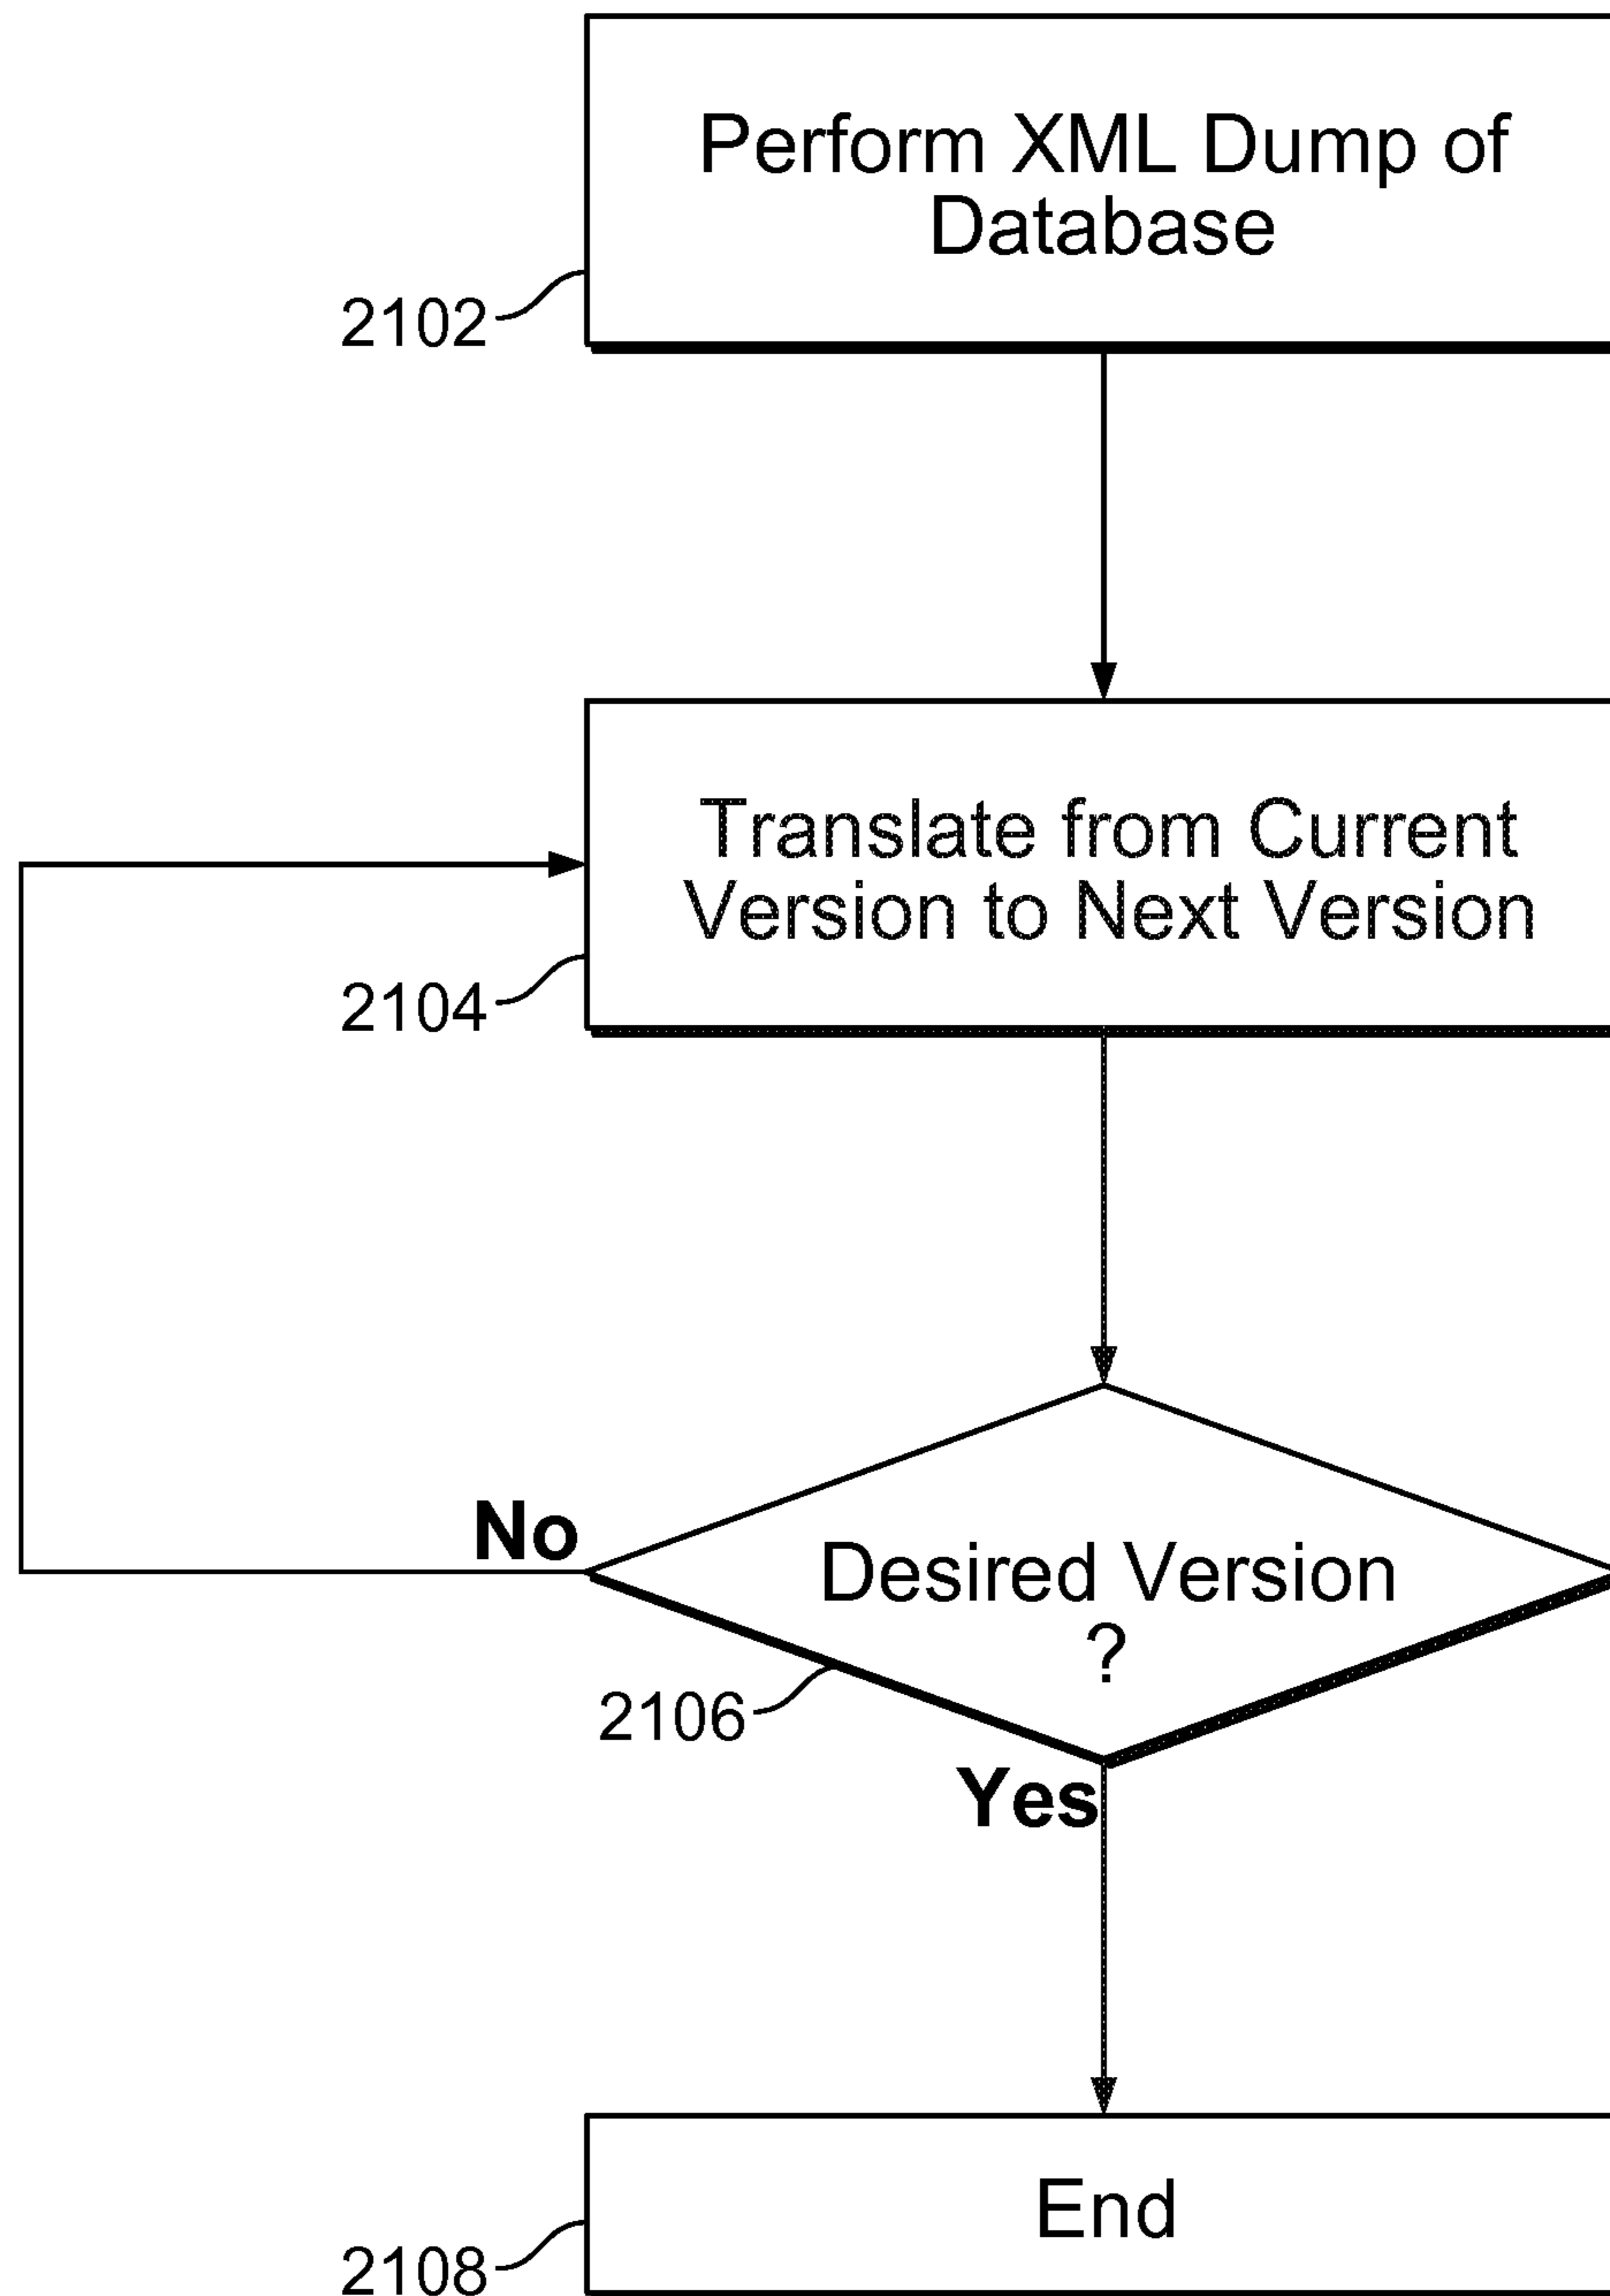 Perform XML Dump of
Database
2102
Translate from Current
Version to Next Version
2104
No
Desired Version
?
2106
Yes
End
2108